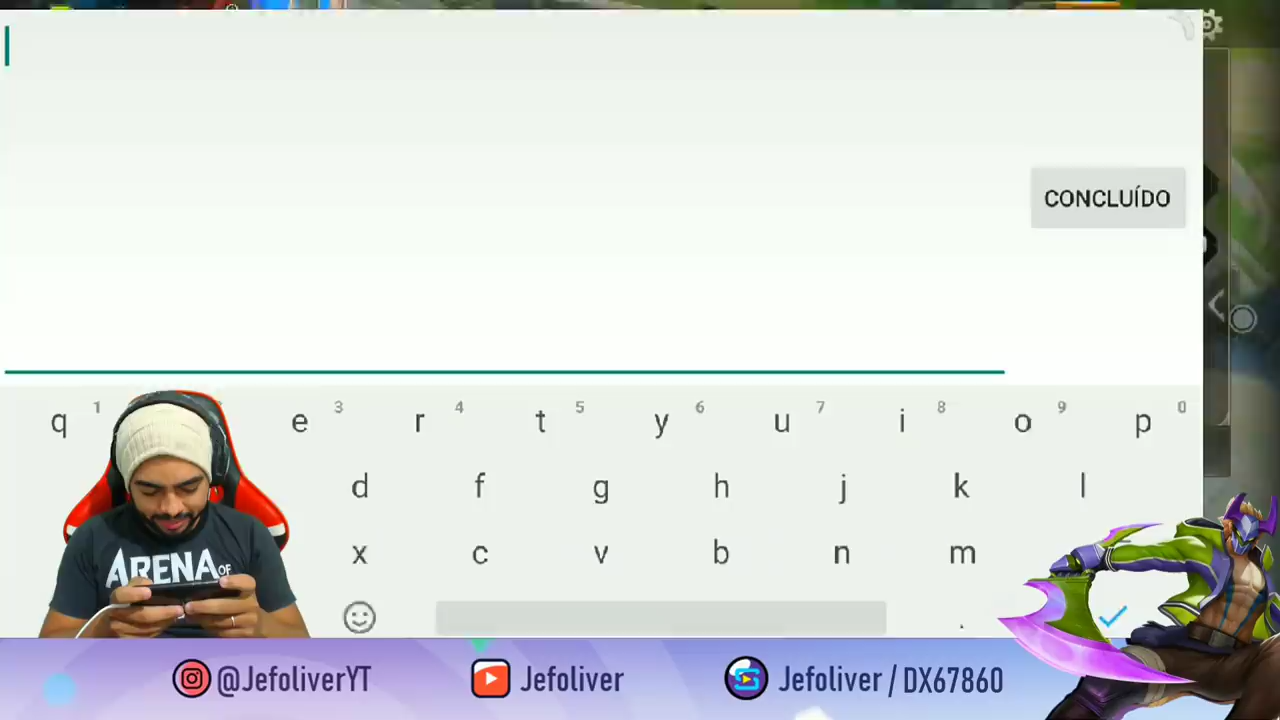 CONCLUÍDO
q 1 e 3 r 4 t 5 y 6 u 7 i 8 o 9 p 0
d f g h j k l
x c v b n m
.
ARENA OF
@JefoliverYT Jefoliver Jefoliver / DX67860